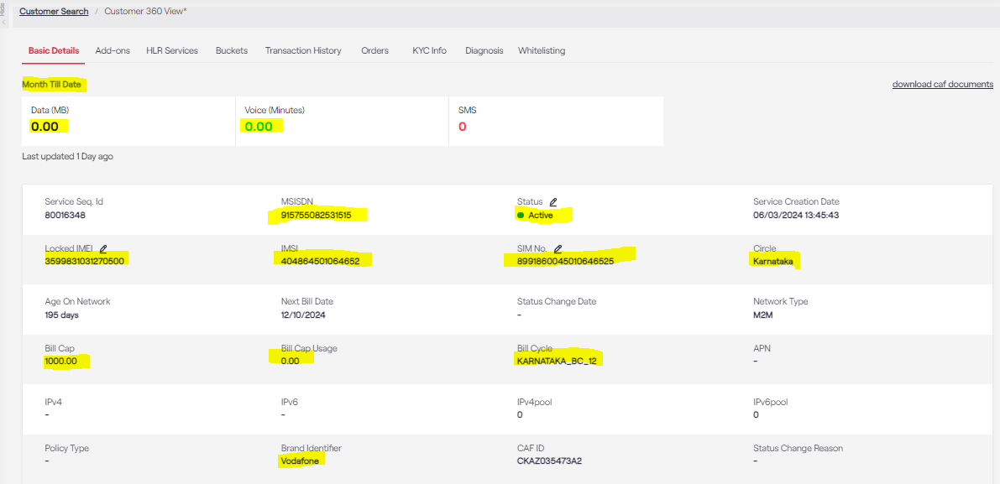 Hide
Customer Search / Customer 360 View*
Basic Details Add-ons HLR Services Buckets Transaction History Orders KYC Info Diagnosis Whitelisting
Month Till Date download caf documents
Data (MB) Voice (Minutes) SMS
0.00 0.00 0
Last updated 1 Day ago
Service Seq. Id MSISDN Status Service Creation Date
80016348 915755082531515 Active 06/03/2024 13:45:43
Locked IMEI IMSI SIM No. Circle
3599831031270500 404864501064652 8991860045010646525 Karnataka
Age On Network Next Bill Date Status Change Date Network Type
195 days 12/10/2024 - M2M
Bill Cap Bill Cap Usage Bill Cycle APN
1000.00 0.00 KARNATAKA_BC_12 -
IPv4 IPv6 IPv4pool IPv6pool
- - 0 0
Policy Type Brand Identifier CAF ID Status Change Reason
- Vodafone CKAZ035473A2 -